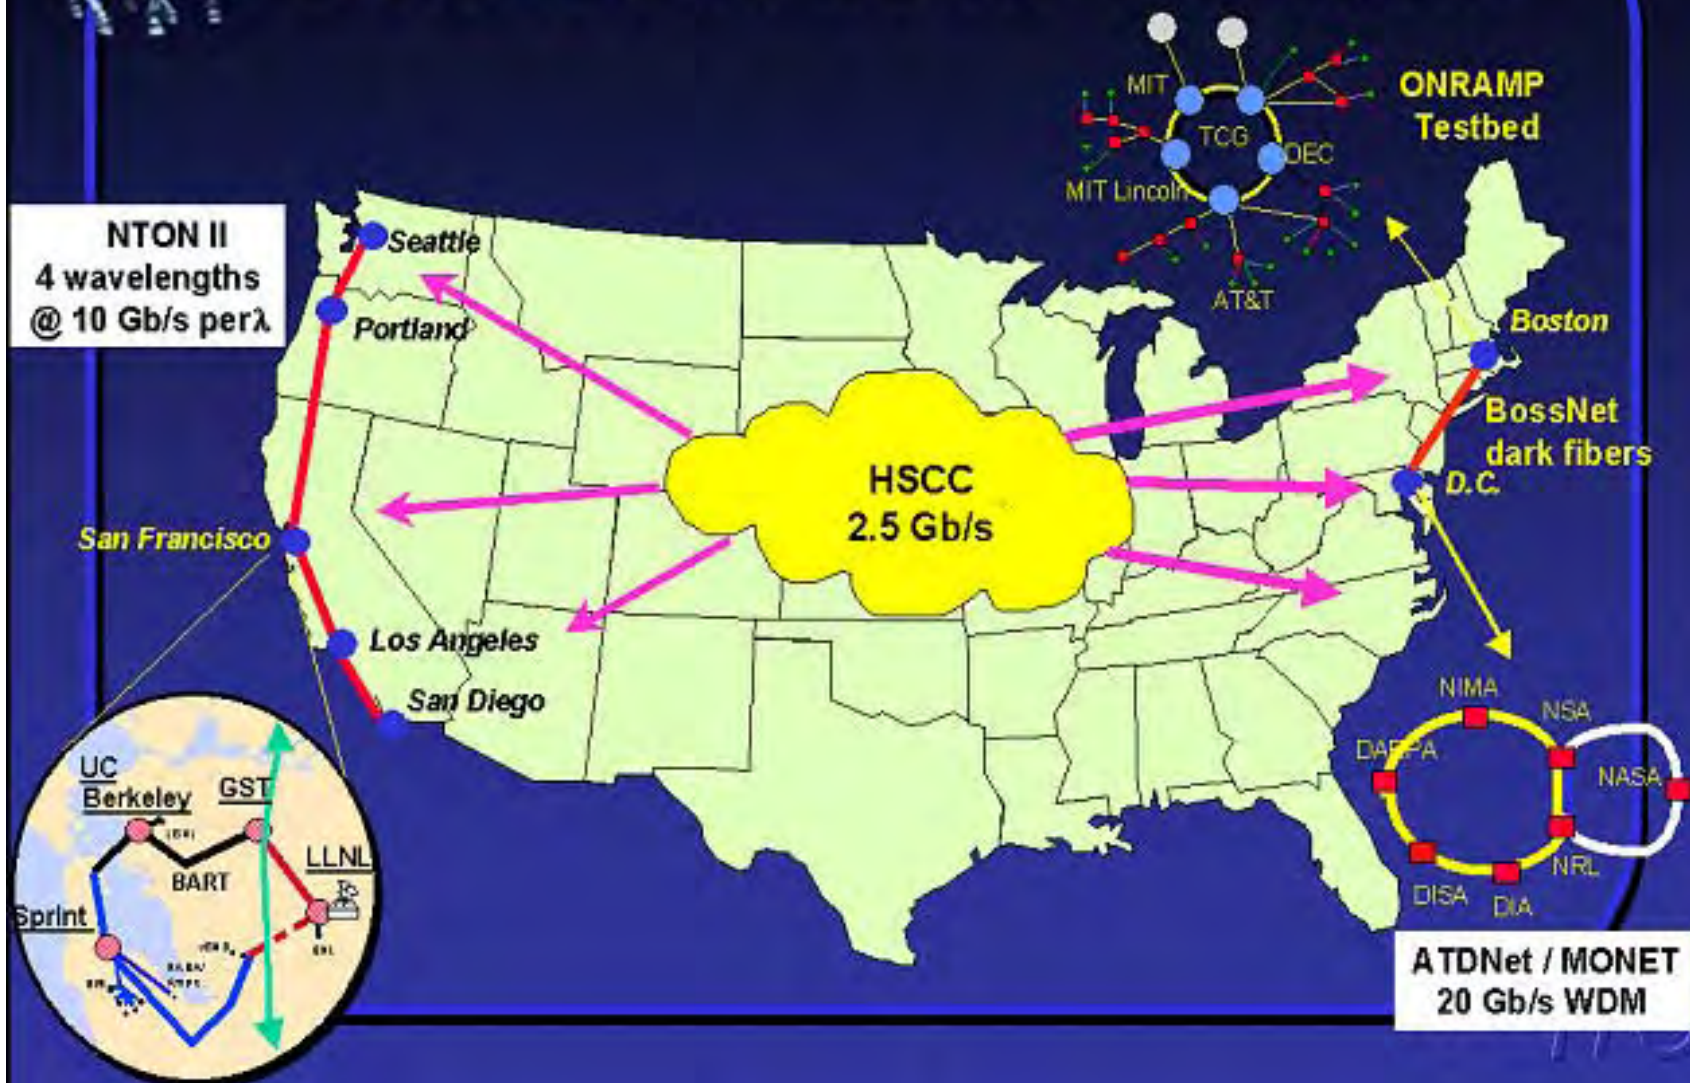 ONRAMP
Testbed
MIT
TCG
DEC
MIT Lincoln
AT&T
NTON II
4 wavelengths
@ 10 Gb/s perλ
Seattle
Portland
San Francisco
Los Angeles
San Diego
HSCC
2.5 Gb/s
Boston
BossNet
dark fibers
D.C.
UC
Berkeley
GST
LLNL
BART
Sprint
NIMA
NSA
DARPA
NASA
NRL
DISA
DIA
ATDNet / MONET
20 Gb/s WDM